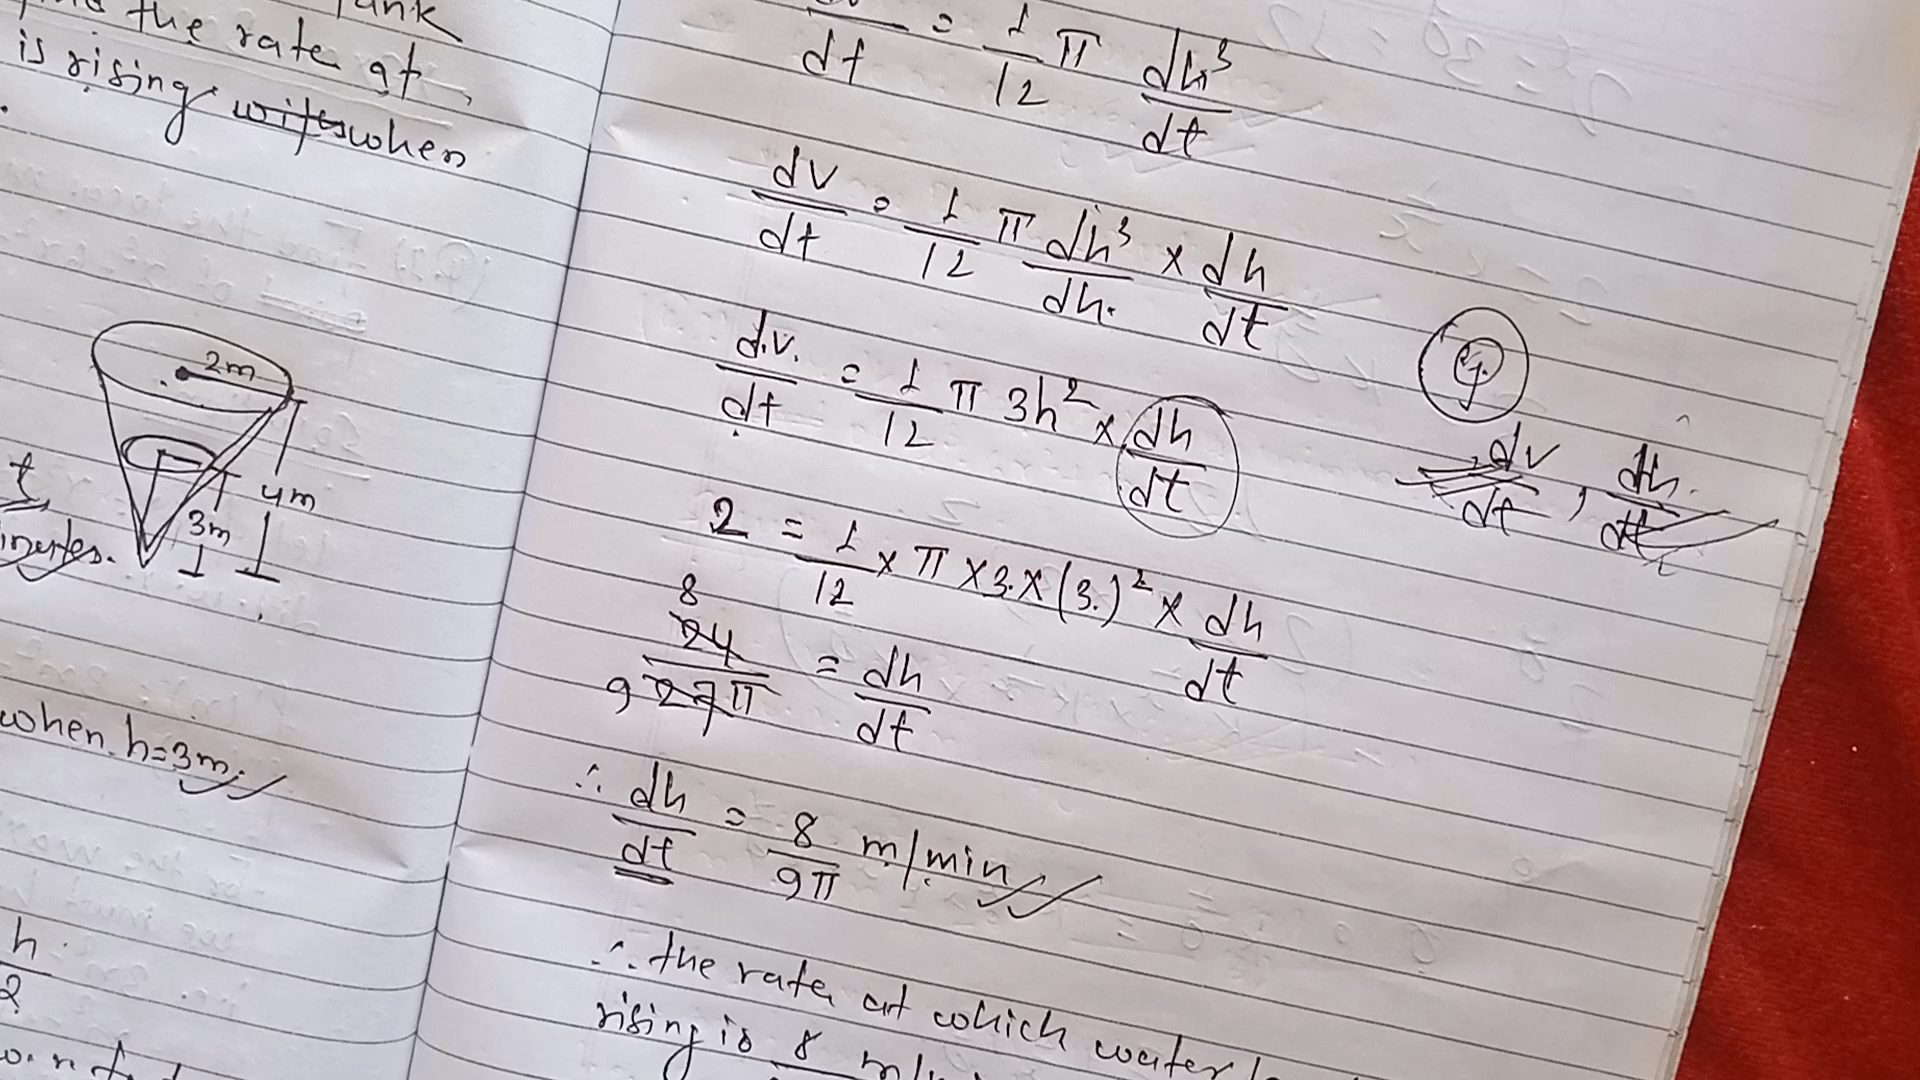 Tank
the rate at
is rising when
2m
4m
3m
t
when h=3m.
h
2
dt = 1/12 π dh³/dt
dv/dt = 1/12 π dh³/dh. × dh/dt
d.v./dt = 1/12 π 3h² × dh/dt
eg.
dv/dt , dh/dt
2 = 1/12 × π × 3. × (3.)² × dh/dt
8
24/27π = dh/dt
9
∴ dh/dt = 8/9π m/min
∴ the rate at which water
rising is 8